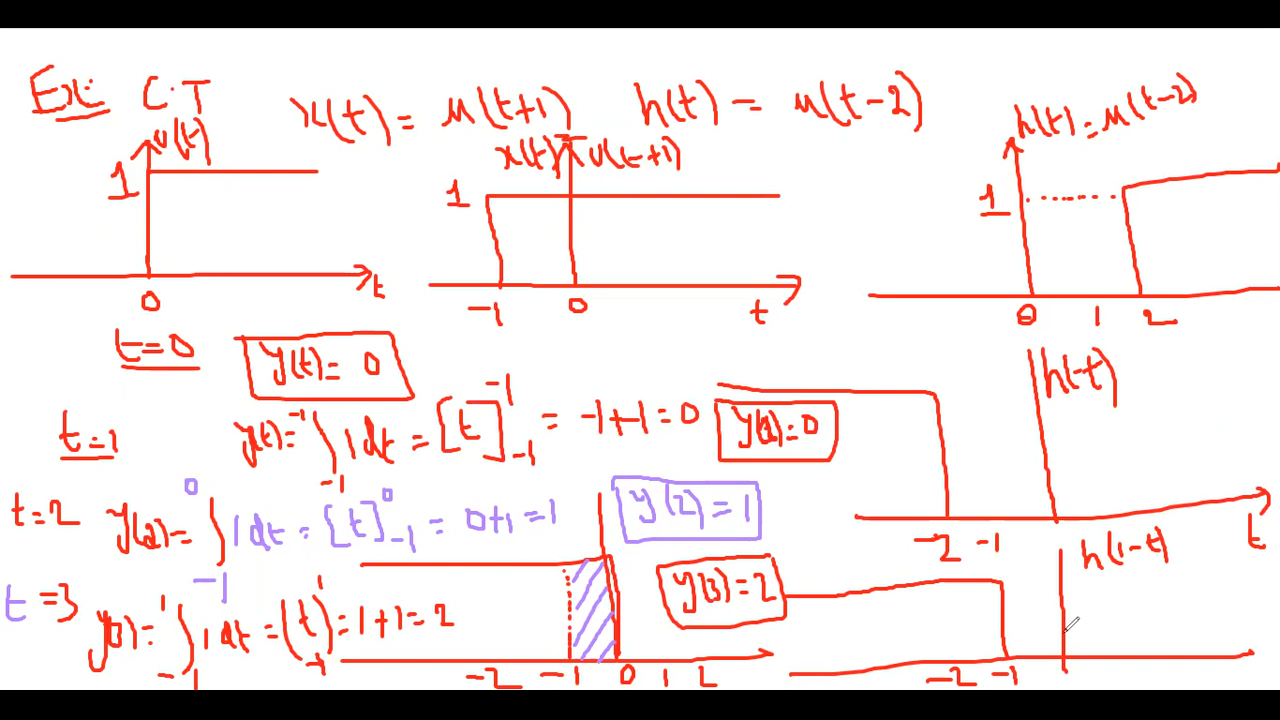 Ex: C.T x(t) = u(t+1) h(t) = u(t-2)
u(t) x(t) u(t+1) h(t) = u(t-2)
1 1 1
0 t -1 0 t 0 1 2
t=0 y(t) = 0
h(-t)
t=1 y(t) = ∫_{-1}^{-1} 1 dt = [t]_{-1}^{-1} = -1+-1 = 0 y(1) = 0
t=2 y(2) = ∫_{-1}^{0} 1 dt = [t]_{-1}^{0} = 0+1 = 1 y(2) = 1
-2 -1 t
h(1-t)
t=3 y(3) = ∫_{-1}^{1} 1 dt = (t)_{-1}^{1} = 1+1 = 2 y(3) = 2
-2 -1 0 1 2 -2 -1